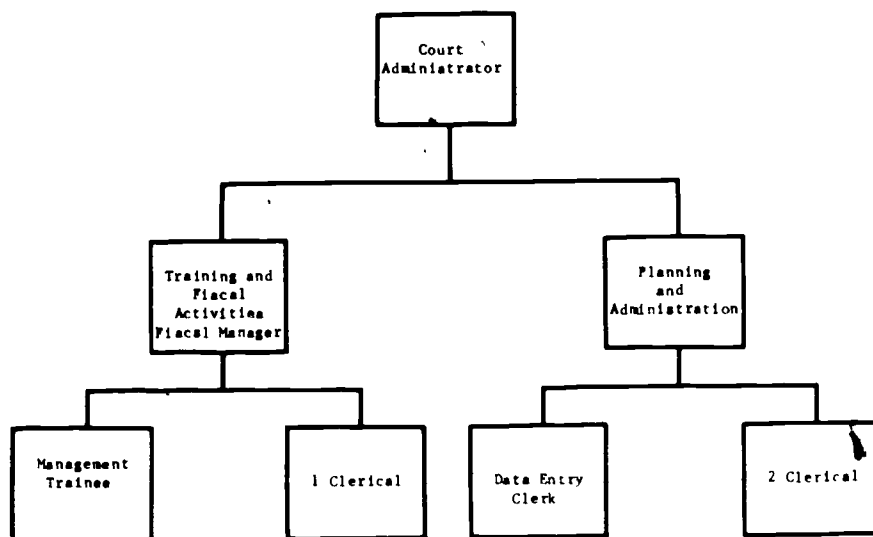 Court
Administrator
Training and
Fiscal
Activities
Fiscal Manager
Planning
and
Administration
Management
Trainee
1 Clerical
Data Entry
Clerk
2 Clerical